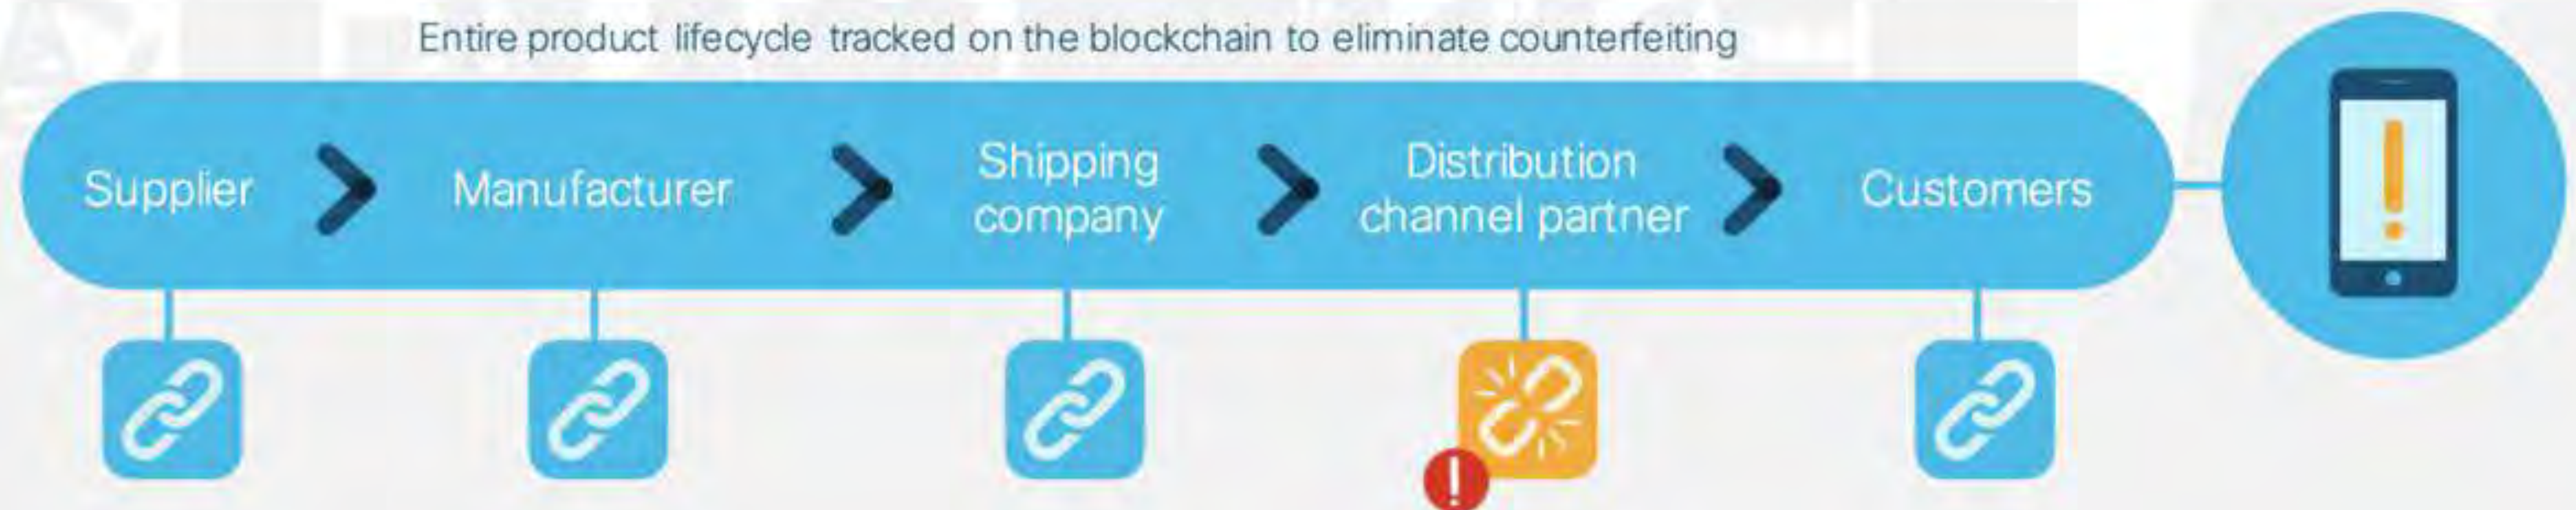 Entire product lifecycle tracked on the blockchain to eliminate counterfeiting
Supplier
Manufacturer
Shipping
company
Distribution
channel partner
Customers